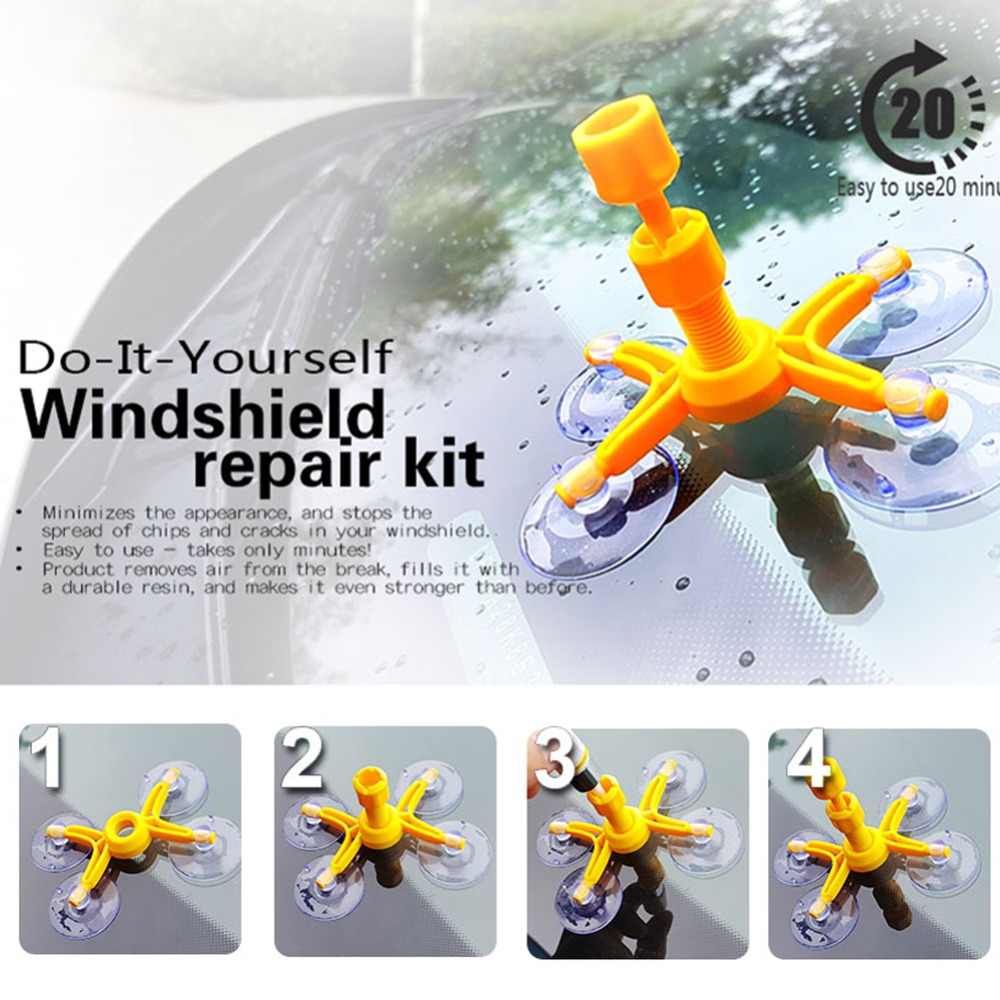 20
Easy to use20 minu
Do-It-Yourself
Windshield
repair kit
• Minimizes the appearance, and stops the
spread of chips and cracks in your windshield.
• Easy to use - takes only minutes!
• Product removes air from the break, fills it with
a durable resin, and makes it even stronger than before.
1
2
3
4